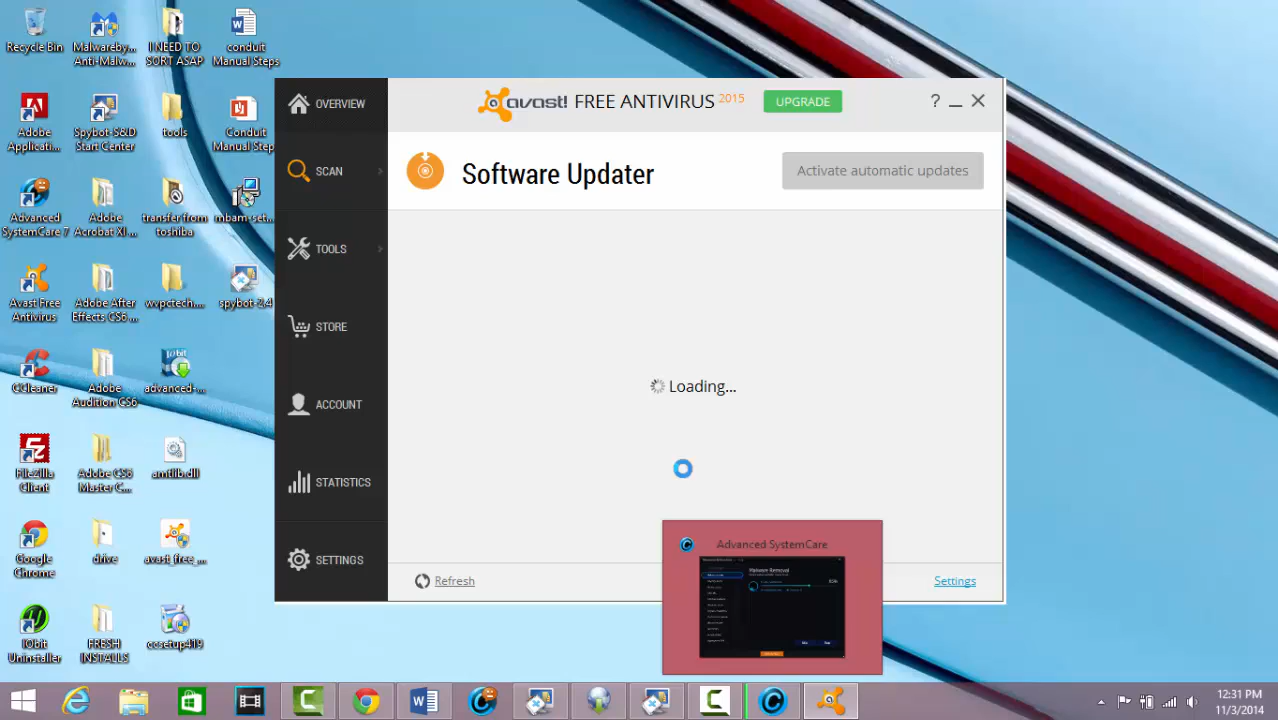 Recycle Bin
Malwareby...
Anti-Malw...
I NEED TO
SORT ASAP
conduit
Manual Steps
Adobe
Applicati...
Spybot-S&D
Start Center
tools
Conduit
Manual Step
Advanced
SystemCare 7
Adobe
Acrobat XI...
transfer from
toshiba
mbam-set...
Avast Free
Antivirus
Adobe After
Effects CS6...
wvpctech....
spybot-2.4
CCleaner
Adobe
Audition CS6
advanced-...
FileZilla
Client
Adobe CS6
Master C...
amtlib.dll
Google
Chrome
drive
avast_free_...
IObit
Uninstaller
FRESH
INSTALLS
ccsetup419
OVERVIEW
SCAN
TOOLS
STORE
ACCOUNT
STATISTICS
SETTINGS
avast! FREE ANTIVIRUS 2015
UPGRADE
?
Software Updater
Activate automatic updates
Loading...
Refresh
Settings
Advanced SystemCare
Malware Removal
12:31 PM
11/3/2014